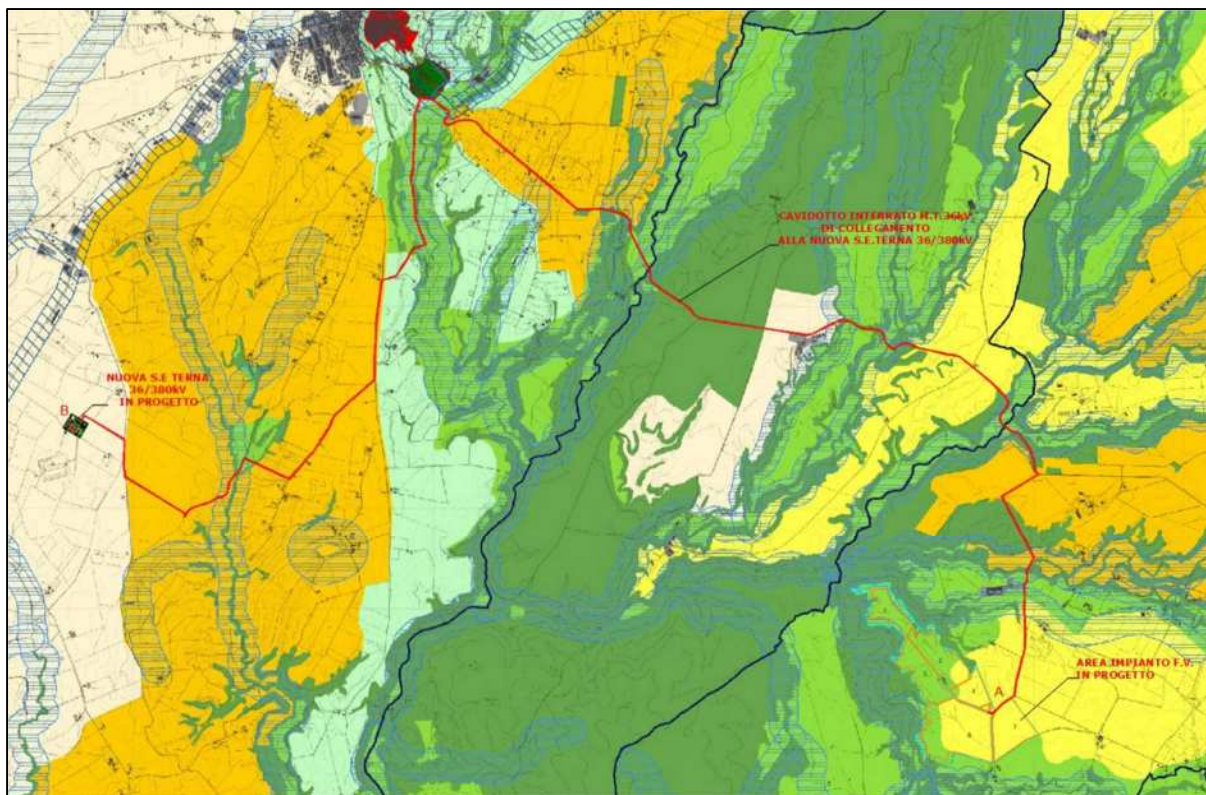 CAVIDOTTO INTERRATO M.T. 36kV
DI COLLEGAMENTO
ALLA NUOVA S.E.TERNA 36/380kV
NUOVA S.E TERNA
36/380kV
IN PROGETTO
B
AREA IMPIANTO F.V.
IN PROGETTO
A